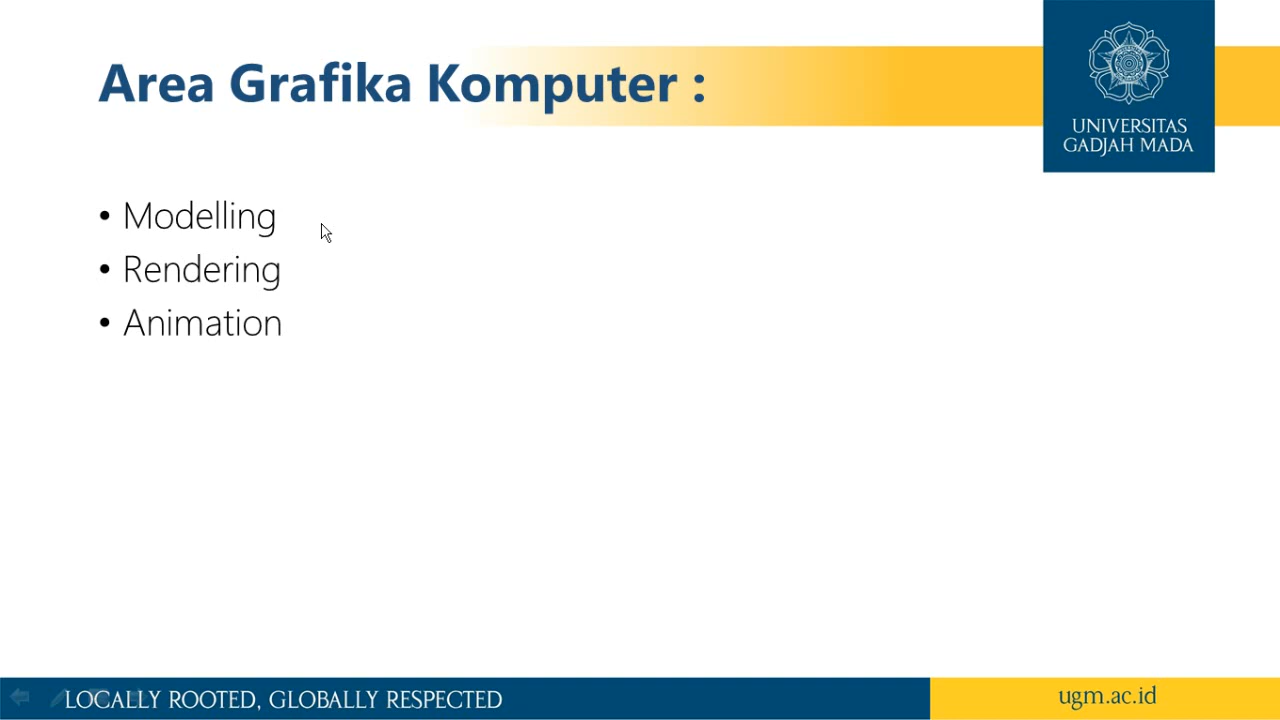 Area Grafika Komputer :
UNIVERSITAS
GADJAH MADA
• Modelling
• Rendering
• Animation
LOCALLY ROOTED, GLOBALLY RESPECTED
ugm.ac.id